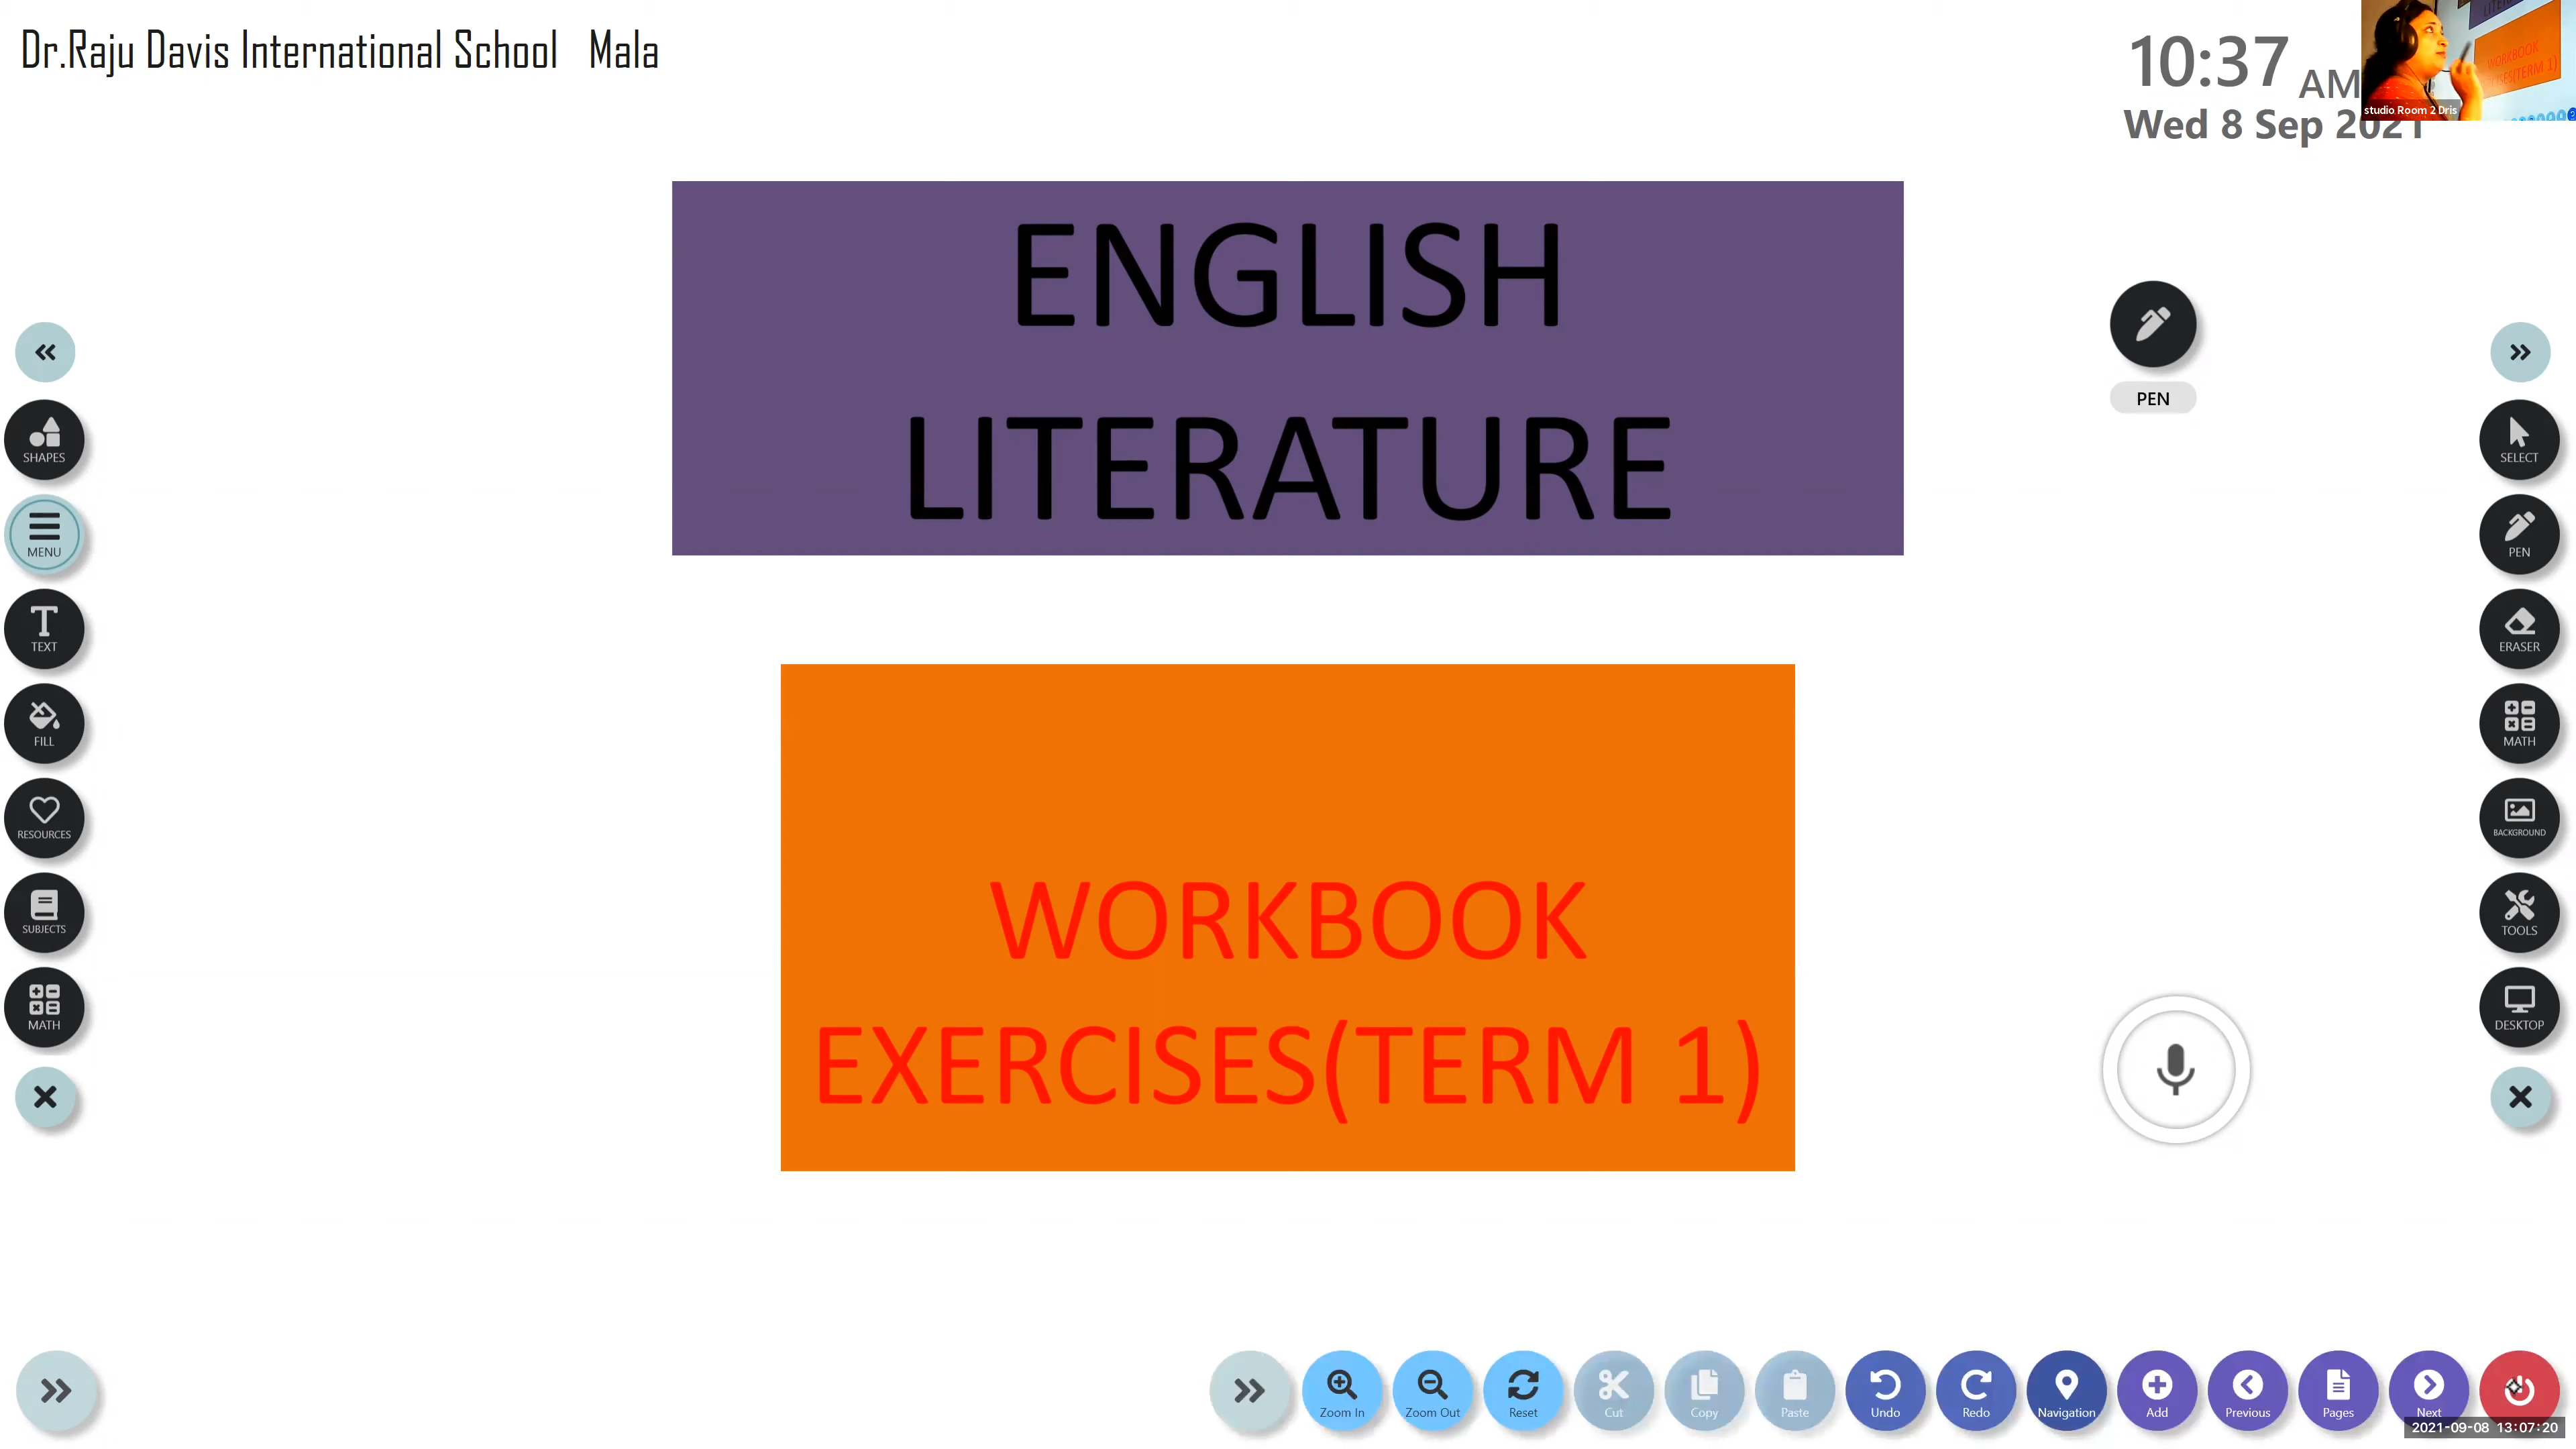 Dr.Raju Davis International School Mala
10:37 AM
Wed 8 Sep 2021
WORKBOOK
studio Room 2 Dris
ENGLISH
LITERATURE
PEN
WORKBOOK
EXERCISES(TERM 1)
SHAPES
MENU
TEXT
FILL
RESOURCES
SUBJECTS
MATH
SELECT
PEN
ERASER
MATH
BACKGROUND
TOOLS
DESKTOP
Zoom In
Zoom Out
Reset
Cut
Copy
Paste
Undo
Redo
Navigation
Add
Previous
Pages
Next
2021-09-08 13:07:20